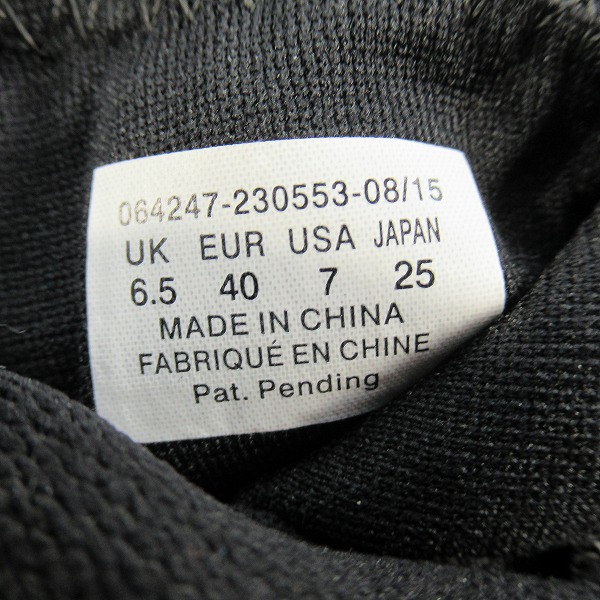 064247-230553-08/15
UK EUR USA JAPAN
6.5 40 7 25
MADE IN CHINA
FABRIQUÉ EN CHINE
Pat. Pending